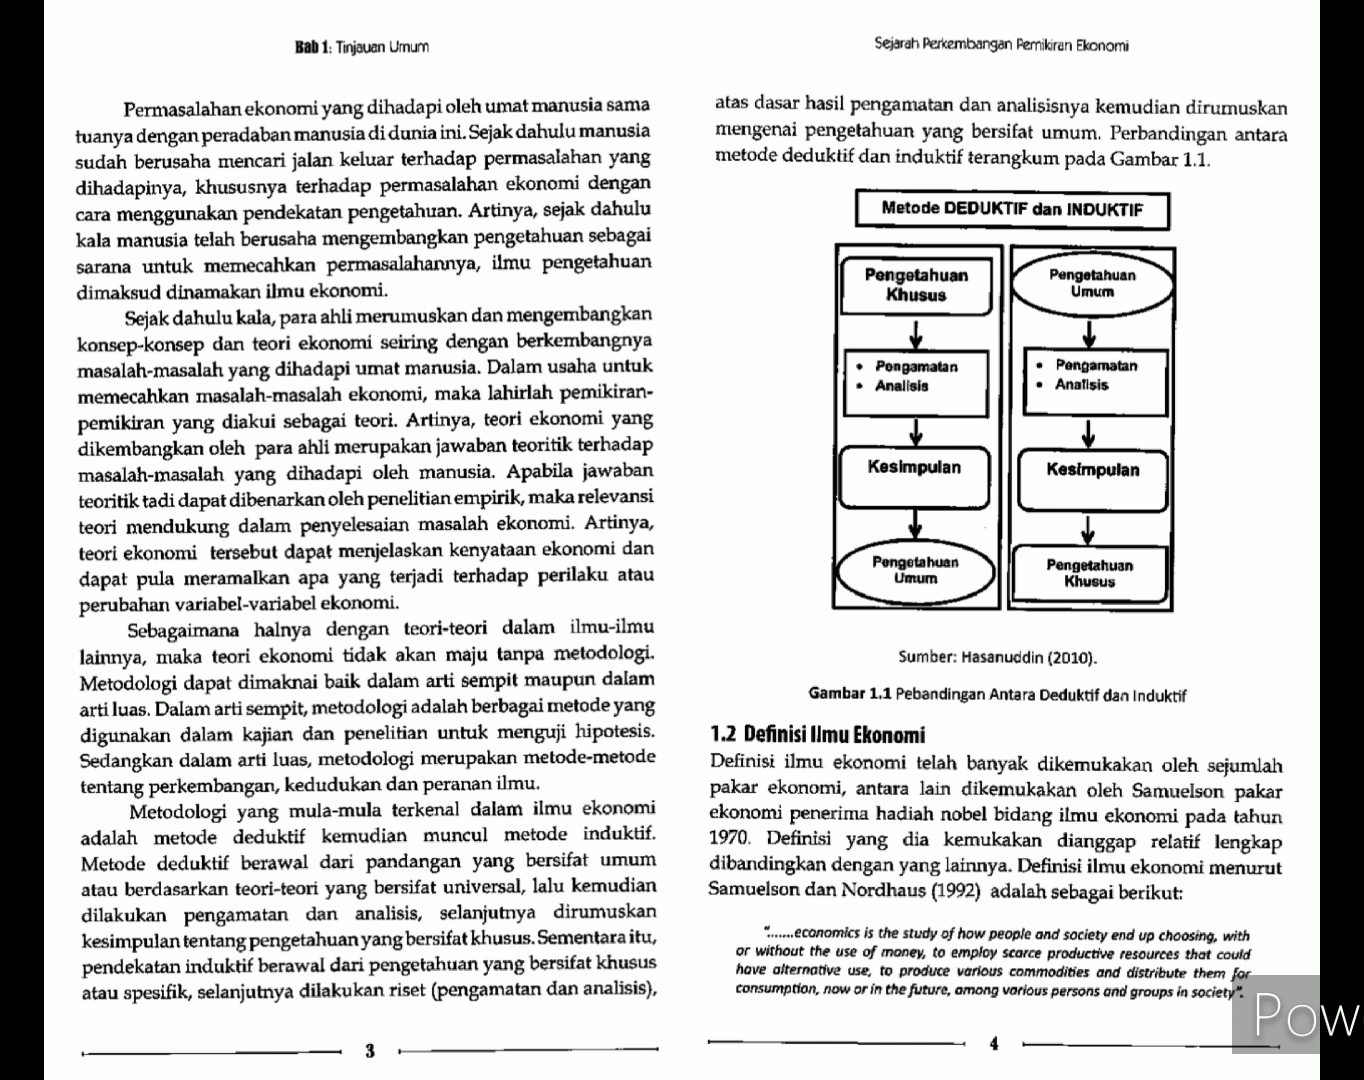 Bab 1: Tinjauan Umum
Permasalahan ekonomi yang dihadapi oleh umat manusia sama
tuanya dengan peradaban manusia di dunia ini. Sejak dahulu manusia
sudah berusaha mencari jalan keluar terhadap permasalahan yang
dihadapinya, khususnya terhadap permasalahan ekonomi dengan
cara menggunakan pendekatan pengetahuan. Artinya, sejak dahulu
kala manusia telah berusaha mengembangkan pengetahuan sebagai
sarana untuk memecahkan permasalahannya, ilmu pengetahuan
dimaksud dinamakan ilmu ekonomi.
Sejak dahulu kala, para ahli merumuskan dan mengembangkan
konsep-konsep dan teori ekonomi seiring dengan berkembangnya
masalah-masalah yang dihadapi umat manusia. Dalam usaha untuk
memecahkan masalah-masalah ekonomi, maka lahirlah pemikiran-
pemikiran yang diakui sebagai teori. Artinya, teori ekonomi yang
dikembangkan oleh para ahli merupakan jawaban teoritik terhadap
masalah-masalah yang dihadapi oleh manusia. Apabila jawaban
teoritik tadi dapat dibenarkan oleh penelitian empirik, maka relevansi
teori mendukung dalam penyelesaian masalah ekonomi. Artinya,
teori ekonomi tersebut dapat menjelaskan kenyataan ekonomi dan
dapat pula meramalkan apa yang terjadi terhadap perilaku atau
perubahan variabel-variabel ekonomi.
Sebagaimana halnya dengan teori-teori dalam ilmu-ilmu
lainnya, maka teori ekonomi tidak akan maju tanpa metodologi.
Metodologi dapat dimaknai baik dalam arti sempit maupun dalam
arti luas. Dalam arti sempit, metodologi adalah berbagai metode yang
digunakan dalam kajian dan penelitian untuk menguji hipotesis.
Sedangkan dalam arti luas, metodologi merupakan metode-metode
tentang perkembangan, kedudukan dan peranan ilmu.
Metodologi yang mula-mula terkenal dalam ilmu ekonomi
adalah metode deduktif kemudian muncul metode induktif.
Metode deduktif berawal dari pandangan yang bersifat umum
atau berdasarkan teori-teori yang bersifat universal, lalu kemudian
dilakukan pengamatan dan analisis, selanjutnya dirumuskan
kesimpulan tentang pengetahuan yang bersifat khusus. Sementara itu,
pendekatan induktif berawal dari pengetahuan yang bersifat khusus
atau spesifik, selanjutnya dilakukan riset (pengamatan dan analisis),
3
Sejarah Perkembangan Pemikiran Ekonomi
atas dasar hasil pengamatan dan analisisnya kemudian dirumuskan
mengenai pengetahuan yang bersifat umum. Perbandingan antara
metode deduktif dan induktif terangkum pada Gambar 1.1.
Metode DEDUKTIF dan INDUKTIF
Pengetahuan
Khusus
• Pengamatan
• Analisis
Kesimpulan
Pengetahuan
Umum
Pengetahuan
Umum
• Pengamatan
• Analisis
Kesimpulan
Pengetahuan
Khusus
Sumber: Hasanuddin (2010).
Gambar 1.1 Pebandingan Antara Deduktif dan Induktif
1.2 Definisi Ilmu Ekonomi
Definisi ilmu ekonomi telah banyak dikemukakan oleh sejumlah
pakar ekonomi, antara lain dikemukakan oleh Samuelson pakar
ekonomi penerima hadiah nobel bidang ilmu ekonomi pada tahun
1970. Definisi yang dia kemukakan dianggap relatif lengkap
dibandingkan dengan yang lainnya. Definisi ilmu ekonomi menurut
Samuelson dan Nordhaus (1992) adalah sebagai berikut:
".......economics is the study of how people and society end up choosing, with
or without the use of money, to employ scarce productive resources that could
have alternative use, to produce various commodities and distribute them for
consumption, now or in the future, among various persons and groups in society".
4
Pow